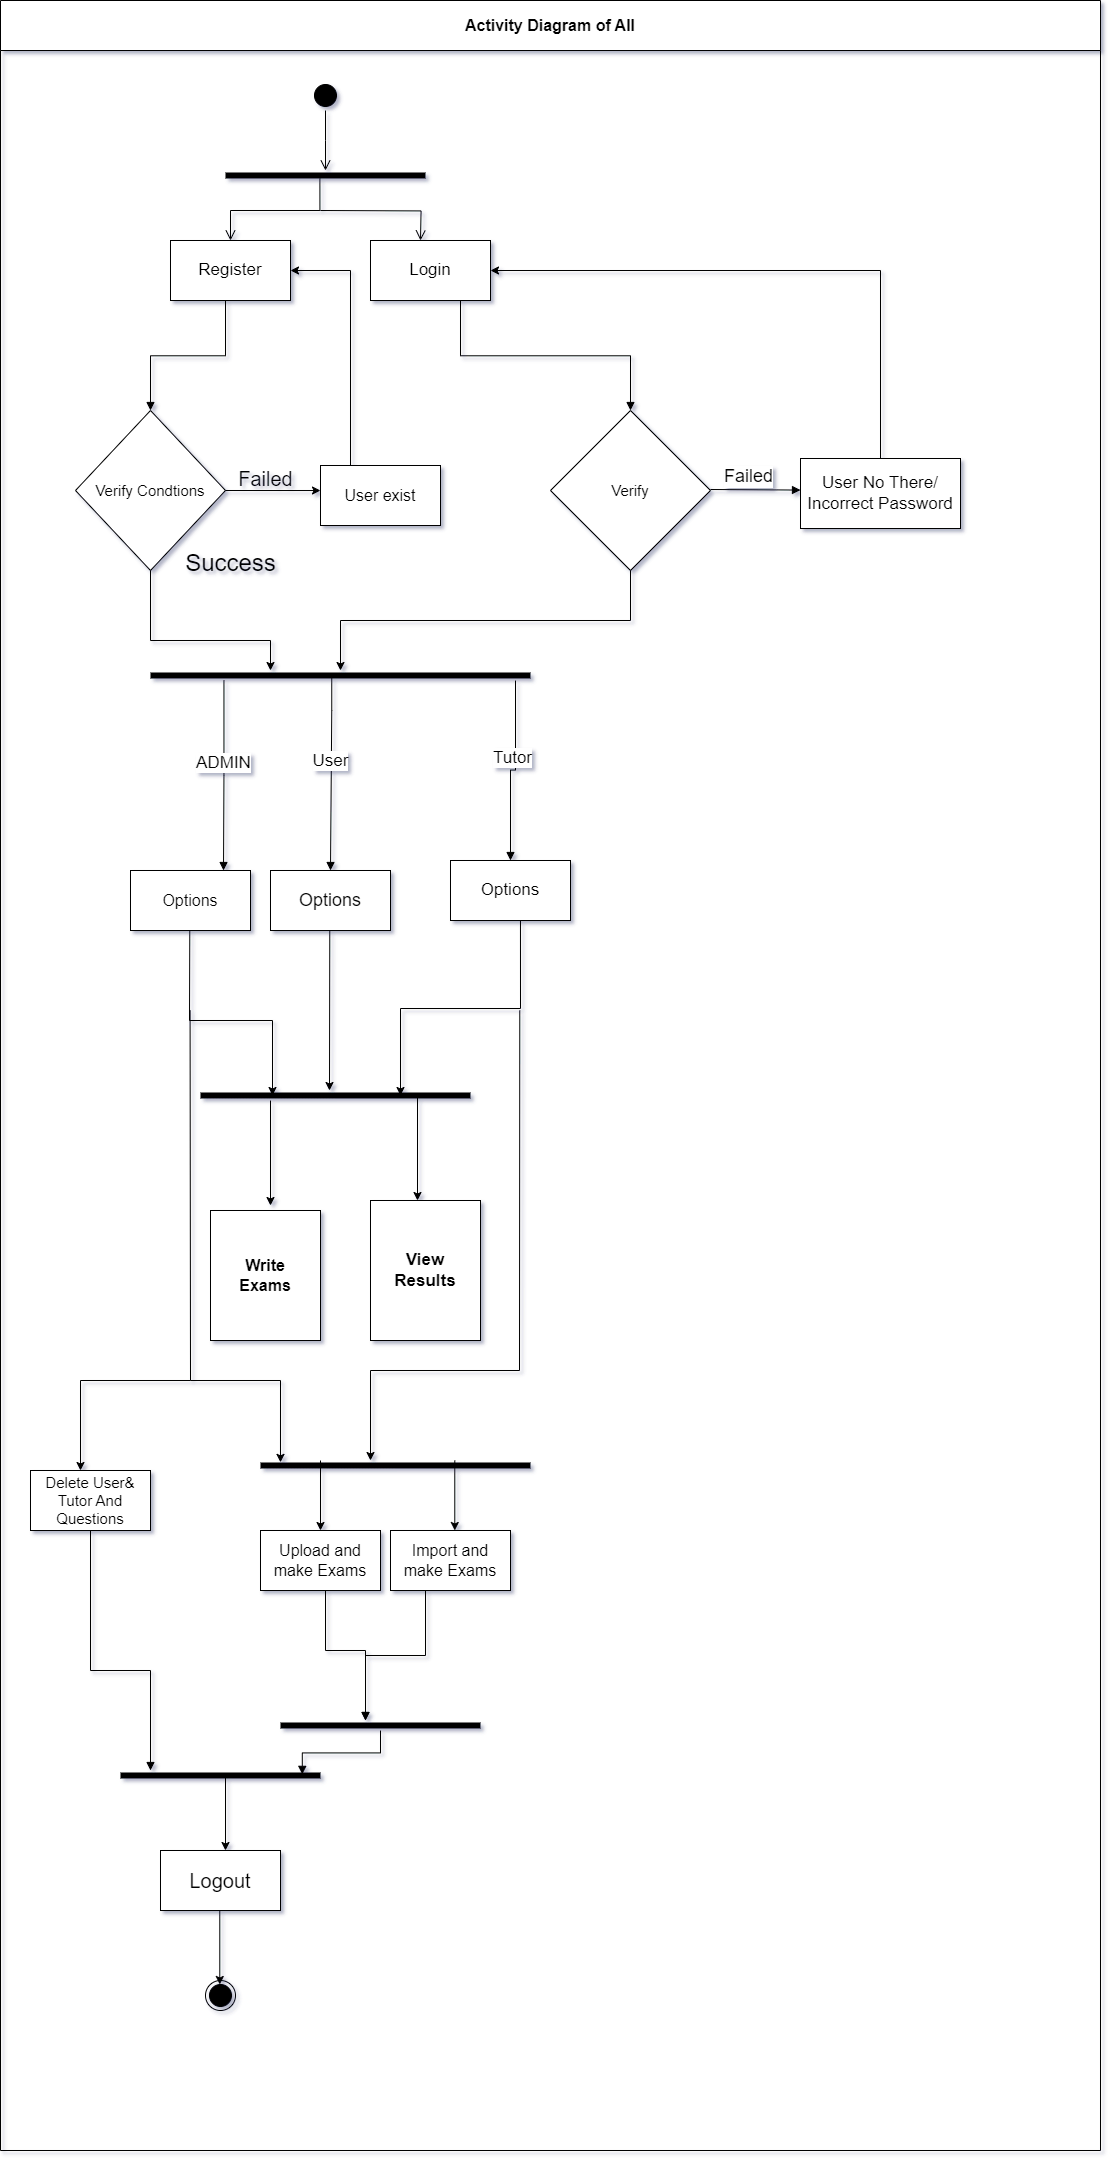 Activity Diagram of All
Register
Login
Verify Condtions
Failed
User exist
Verify
Failed
User No There/
Incorrect Password
Success
ADMIN
User
Tutor
Options
Options
Options
Write
Exams
View
Results
Delete User&
Tutor And
Questions
Upload and
make Exams
Import and
make Exams
Logout